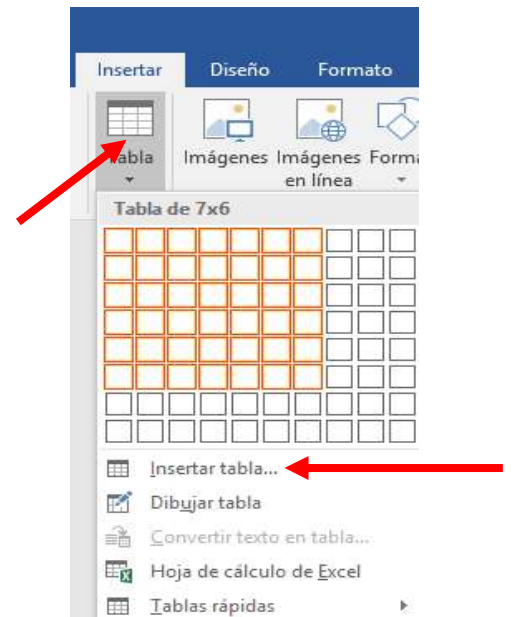 Insertar Diseño Formato
Tabla Imágenes Imágenes Forma
en línea
Tabla de 7x6
Insertar tabla...
Dibujar tabla
Convertir texto en tabla...
Hoja de cálculo de Excel
Tablas rápidas